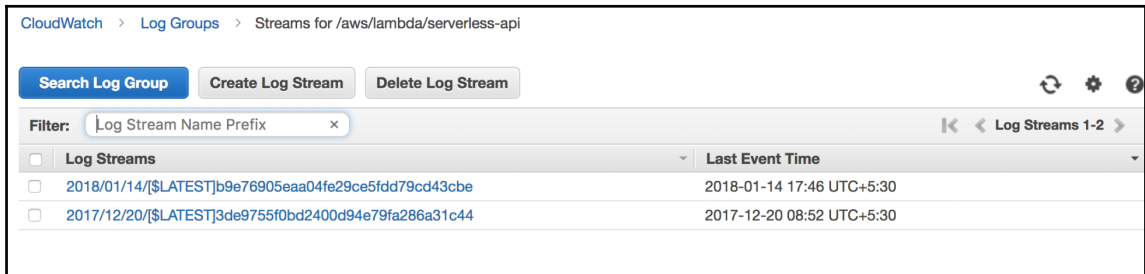 CloudWatch > Log Groups > Streams for /aws/lambda/serverless-api
Search Log Group Create Log Stream Delete Log Stream
Filter: Log Stream Name Prefix × Log Streams 1-2
Log Streams Last Event Time
2018/01/14/[$LATEST]b9e76905eaa04fe29ce5fdd79cd43cbe 2018-01-14 17:46 UTC+5:30
2017/12/20/[$LATEST]3de9755f0bd2400d94e79fa286a31c44 2017-12-20 08:52 UTC+5:30